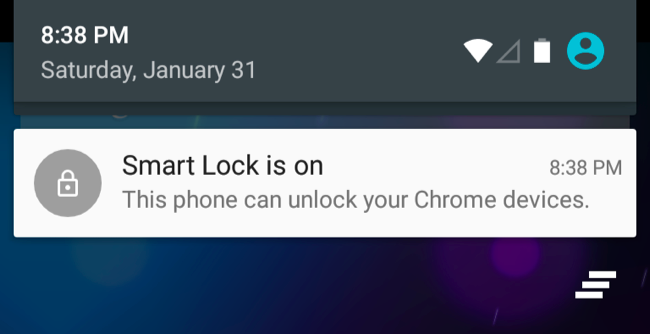 8:38 PM
Saturday, January 31
Smart Lock is on
8:38 PM
This phone can unlock your Chrome devices.